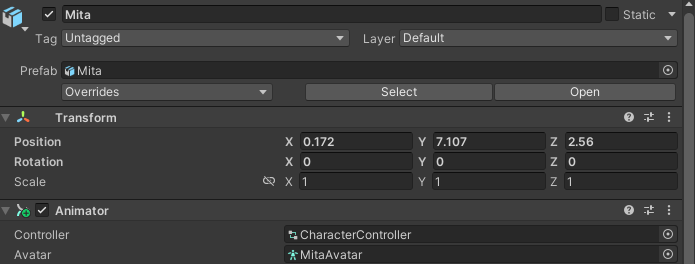 Mita Static
Tag Untagged Layer Default
Prefab Mita
Overrides Select Open
Transform
Position X 0.172 Y 7.107 Z 2.56
Rotation X 0 Y 0 Z 0
Scale X 1 Y 1 Z 1
Animator
Controller CharacterController
Avatar MitaAvatar